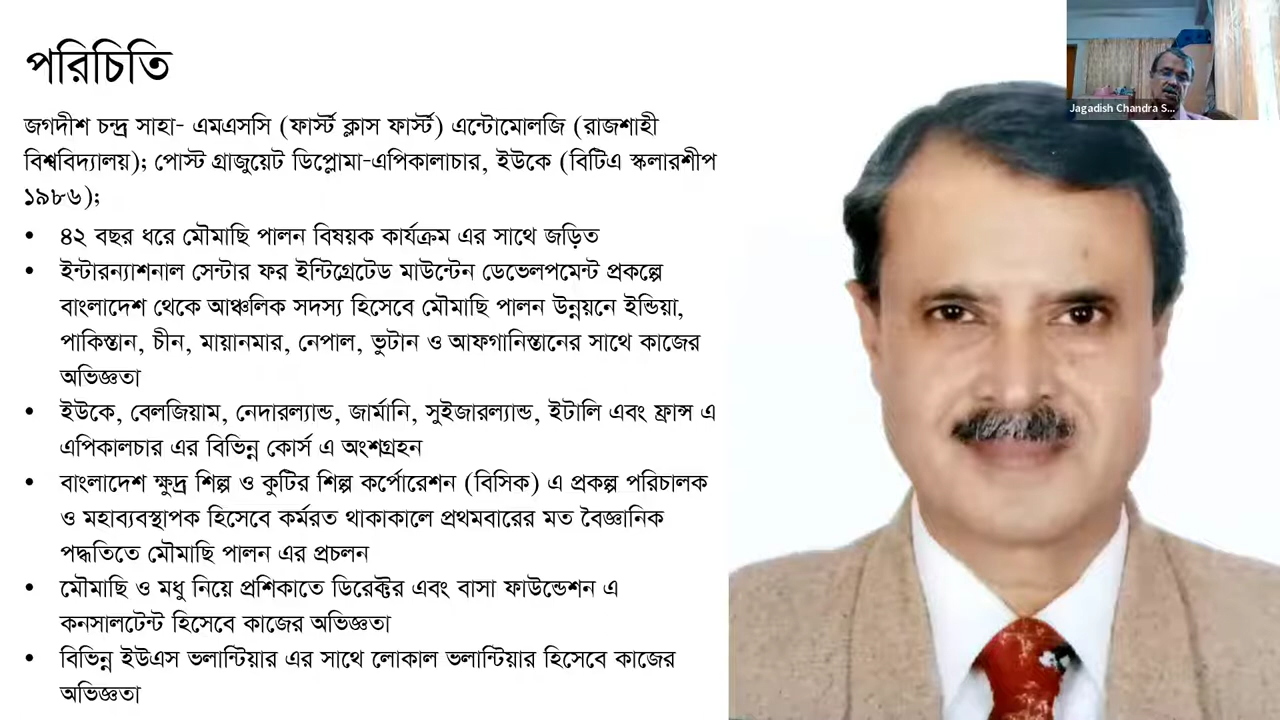 পরিচিতি
জগদীশ চন্দ্র সাহা- এমএসসি (ফার্স্ট ক্লাস ফার্স্ট) এন্টোমোলজি (রাজশাহী
বিশ্ববিদ্যালয়); পোস্ট গ্রাজুয়েট ডিপ্লোমা-এপিকালাচার, ইউকে (বিটিএ স্কলারশীপ
১৯৮৬);
• ৪২ বছর ধরে মৌমাছি পালন বিষয়ক কার্যক্রম এর সাথে জড়িত
• ইন্টারন্যাশনাল সেন্টার ফর ইন্টিগ্রেটেড মাউন্টেন ডেভেলপমেন্ট প্রকল্পে
বাংলাদেশ থেকে আঞ্চলিক সদস্য হিসেবে মৌমাছি পালন উন্নয়নে ইন্ডিয়া,
পাকিস্তান, চীন, মায়ানমার, নেপাল, ভুটান ও আফগানিস্তানের সাথে কাজের
অভিজ্ঞতা
• ইউকে, বেলজিয়াম, নেদারল্যান্ড, জার্মানি, সুইজারল্যান্ড, ইটালি এবং ফ্রান্স এ
এপিকালচার এর বিভিন্ন কোর্স এ অংশগ্রহন
• বাংলাদেশ ক্ষুদ্র শিল্প ও কুটির শিল্প কর্পোরেশন (বিসিক) এ প্রকল্প পরিচালক
ও মহাব্যবস্থাপক হিসেবে কর্মরত থাকাকালে প্রথমবারের মত বৈজ্ঞানিক
পদ্ধতিতে মৌমাছি পালন এর প্রচলন
• মৌমাছি ও মধু নিয়ে প্রশিকাতে ডিরেক্টর এবং বাসা ফাউন্ডেশন এ
কনসালটেন্ট হিসেবে কাজের অভিজ্ঞতা
• বিভিন্ন ইউএস ভলান্টিয়ার এর সাথে লোকাল ভলান্টিয়ার হিসেবে কাজের
অভিজ্ঞতা
Jagadish Chandra S...